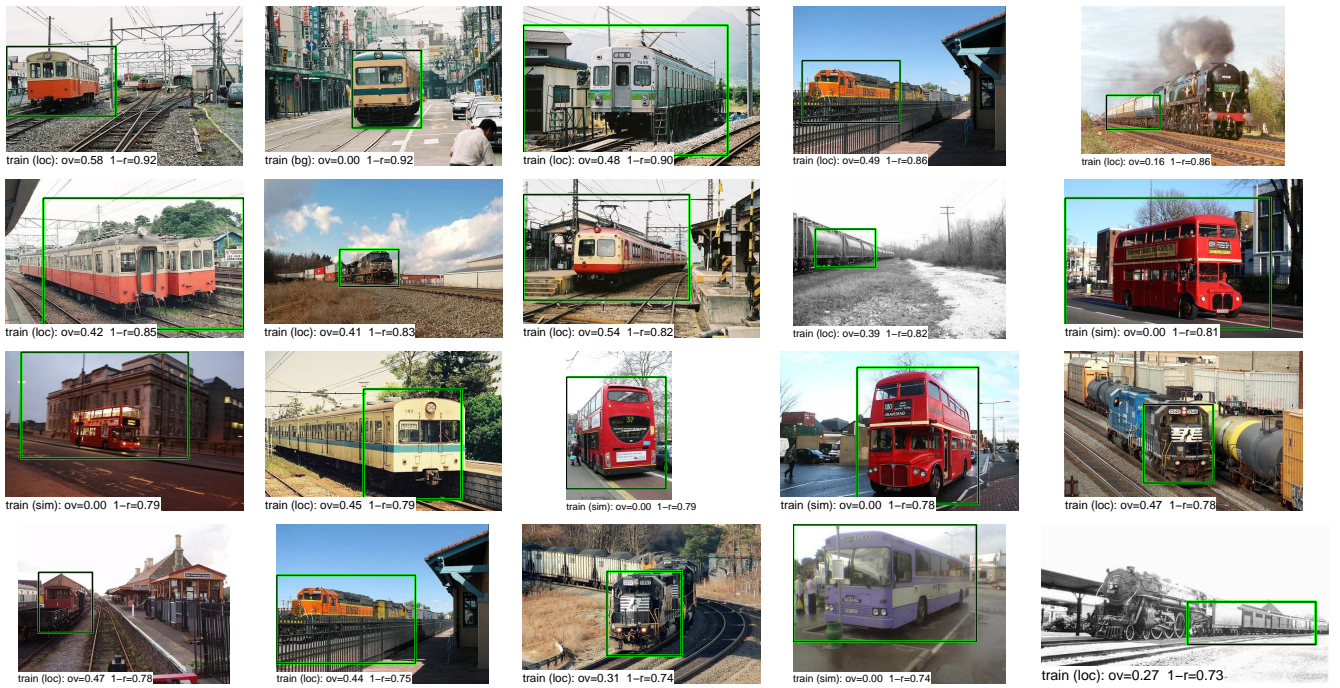 train (loc): ov=0.58 1−r=0.92
train (bg): ov=0.00 1−r=0.92
train (loc): ov=0.48 1−r=0.90
train (loc): ov=0.49 1−r=0.86
train (loc): ov=0.16 1−r=0.86
train (loc): ov=0.42 1−r=0.85
train (loc): ov=0.41 1−r=0.83
train (loc): ov=0.54 1−r=0.82
train (loc): ov=0.39 1−r=0.82
train (sim): ov=0.00 1−r=0.81
train (sim): ov=0.00 1−r=0.79
train (loc): ov=0.45 1−r=0.79
train (sim): ov=0.00 1−r=0.79
train (sim): ov=0.00 1−r=0.78
train (loc): ov=0.47 1−r=0.78
train (loc): ov=0.47 1−r=0.78
train (loc): ov=0.44 1−r=0.75
train (loc): ov=0.31 1−r=0.74
train (sim): ov=0.00 1−r=0.74
train (loc): ov=0.27 1−r=0.73